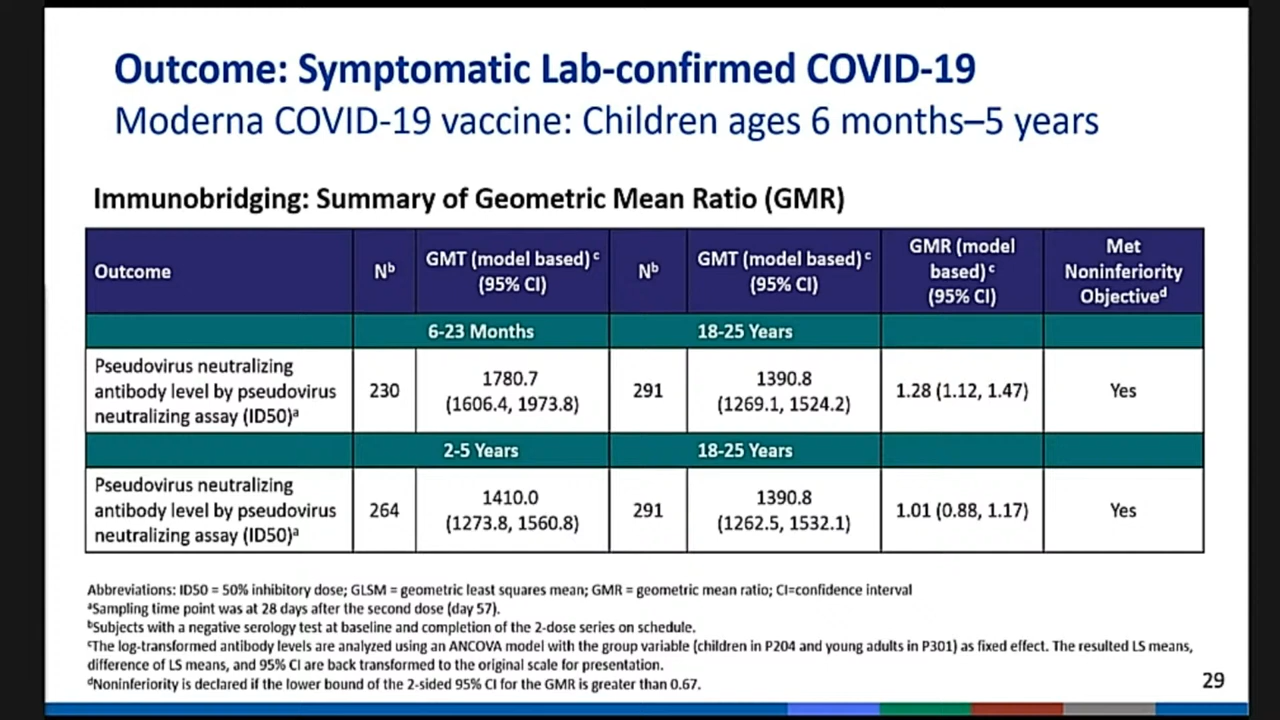 Outcome: Symptomatic Lab-confirmed COVID-19
Moderna COVID-19 vaccine: Children ages 6 months–5 years
Immunobridging: Summary of Geometric Mean Ratio (GMR)
Outcome
Nᵇ
GMT (model based)ᶜ
(95% CI)
Nᵇ
GMT (model based)ᶜ
(95% CI)
GMR (model
based)ᶜ
(95% CI)
Met
Noninferiority
Objectiveᵈ
6-23 Months
18-25 Years
Pseudovirus neutralizing
antibody level by pseudovirus
neutralizing assay (ID50)ᵃ
230
1780.7
(1606.4, 1973.8)
291
1390.8
(1269.1, 1524.2)
1.28 (1.12, 1.47)
Yes
2-5 Years
18-25 Years
Pseudovirus neutralizing
antibody level by pseudovirus
neutralizing assay (ID50)ᵃ
264
1410.0
(1273.8, 1560.8)
291
1390.8
(1262.5, 1532.1)
1.01 (0.88, 1.17)
Yes
Abbreviations: ID50 = 50% inhibitory dose; GLSM = geometric least squares mean; GMR = geometric mean ratio; CI=confidence interval
ᵃSampling time point was at 28 days after the second dose (day 57).
ᵇSubjects with a negative serology test at baseline and completion of the 2-dose series on schedule.
ᶜThe log-transformed antibody levels are analyzed using an ANCOVA model with the group variable (children in P204 and young adults in P301) as fixed effect. The resulted LS means,
difference of LS means, and 95% CI are back transformed to the original scale for presentation.
ᵈNoninferiority is declared if the lower bound of the 2-sided 95% CI for the GMR is greater than 0.67.
29